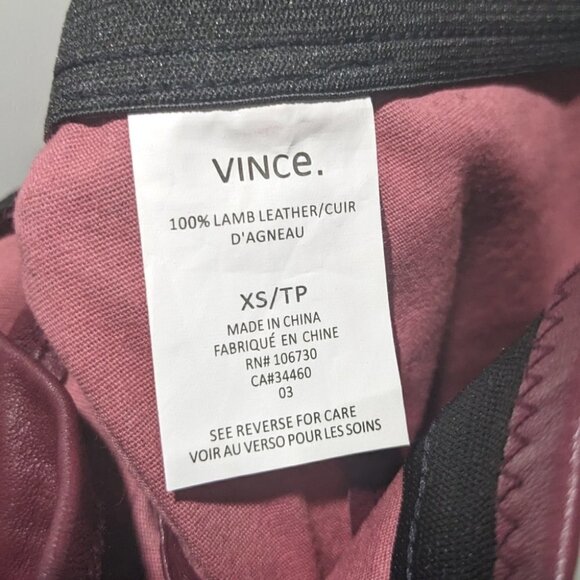 VINCe.
100% LAMB LEATHER/CUIR
D'AGNEAU
XS/TP
MADE IN CHINA
FABRIQUÉ EN CHINE
RN# 106730
CA#34460
03
SEE REVERSE FOR CARE
VOIR AU VERSO POUR LES SOINS